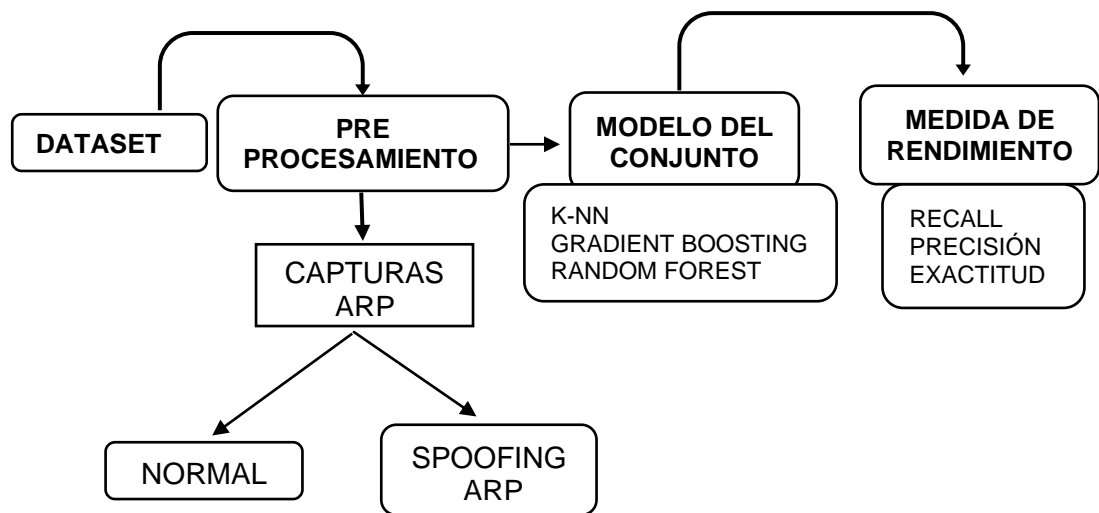 DATASET
PRE
PROCESAMIENTO
MODELO DEL
CONJUNTO
MEDIDA DE
RENDIMIENTO
K-NN
GRADIENT BOOSTING
RANDOM FOREST
RECALL
PRECISIÓN
EXACTITUD
CAPTURAS
ARP
NORMAL
SPOOFING
ARP